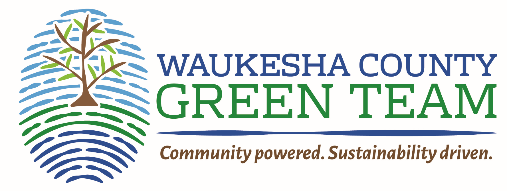 WAUKESHA COUNTY
GREEN TEAM
Community powered. Sustainability driven.